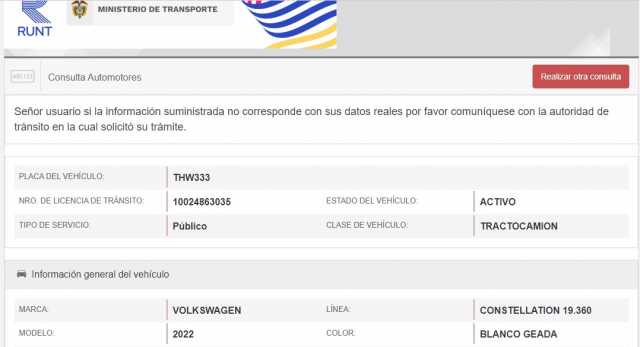 RUNT
MINISTERIO DE TRANSPORTE
ABC123 Consulta Automotores Realizar otra consulta
Señor usuario si la información suministrada no corresponde con sus datos reales por favor comuníquese con la autoridad de
tránsito en la cual solicitó su trámite.
PLACA DEL VEHÍCULO: THW333
NRO. DE LICENCIA DE TRÁNSITO: 10024863035 ESTADO DEL VEHÍCULO: ACTIVO
TIPO DE SERVICIO: Público CLASE DE VEHÍCULO: TRACTOCAMION
Información general del vehículo
MARCA: VOLKSWAGEN LÍNEA: CONSTELLATION 19.360
MODELO: 2022 COLOR: BLANCO GEADA